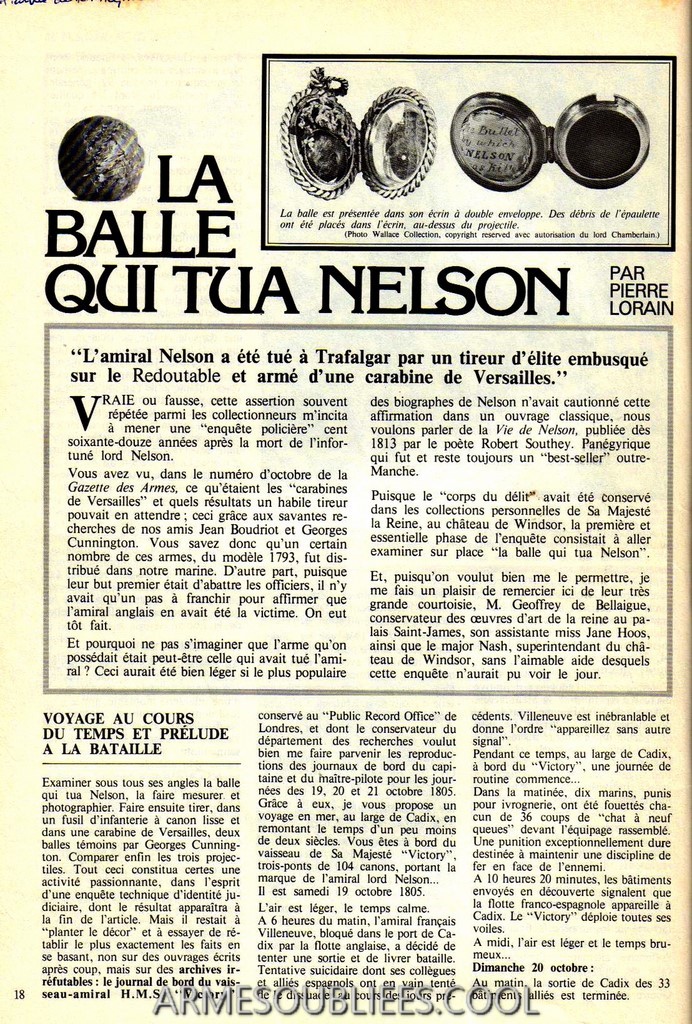 La balle est présentée dans son écrin à double enveloppe. Des débris de l'épaulette
ont été placés dans l'écrin, au-dessus du projectile.
(Photo Wallace Collection, copyright reserved avec autorisation du lord Chamberlain.)
Bullet
which
NELSON
LA
BALLE
QUI TUA NELSON
PAR
PIERRE
LORAIN
"L'amiral Nelson a été tué à Trafalgar par un tireur d'élite embusqué
sur le Redoutable et armé d'une carabine de Versailles."
VRAIE ou fausse, cette assertion souvent
répétée parmi les collectionneurs m'incita
à mener une "enquête policière" cent
soixante-douze années après la mort de l'infor-
tuné lord Nelson.
Vous avez vu, dans le numéro d'octobre de la
Gazette des Armes, ce qu'étaient les "carabines
de Versailles" et quels résultats un habile tireur
pouvait en attendre ; ceci grâce aux savantes re-
cherches de nos amis Jean Boudriot et Georges
Cunnington. Vous savez donc qu'un certain
nombre de ces armes, du modèle 1793, fut dis-
tribué dans notre marine. D'autre part, puisque
leur but premier était d'abattre les officiers, il n'y
avait qu'un pas à franchir pour affirmer que
l'amiral anglais en avait été la victime. On eut
tôt fait.
Et pourquoi ne pas s'imaginer que l'arme qu'on
possédait était peut-être celle qui avait tué l'ami-
ral ? Ceci aurait été bien léger si le plus populaire
des biographes de Nelson n'avait cautionné cette
affirmation dans un ouvrage classique, nous
voulons parler de la Vie de Nelson, publiée dès
1813 par le poète Robert Southey. Panégyrique
qui fut et reste toujours un "best-seller" outre-
Manche.
Puisque le "corps du délit" avait été conservé
dans les collections personnelles de Sa Majesté
la Reine, au château de Windsor, la première et
essentielle phase de l'enquête consistait à aller
examiner sur place "la balle qui tua Nelson".
Et, puisqu'on voulut bien me le permettre, je
me fais un plaisir de remercier ici de leur très
grande courtoisie, M. Geoffrey de Bellaigue,
conservateur des œuvres d'art de la reine au pa-
lais Saint-James, son assistante miss Jane Hoos,
ainsi que le major Nash, superintendant du châ-
teau de Windsor, sans l'aimable aide desquels
cette enquête n'aurait pu voir le jour.
VOYAGE AU COURS
DU TEMPS ET PRÉLUDE
A LA BATAILLE
Examiner sous tous ses angles la balle
qui tua Nelson, la faire mesurer et
photographier. Faire ensuite tirer, dans
un fusil d'infanterie à canon lisse et
dans une carabine de Versailles, deux
balles témoins par Georges Cunning-
ton. Comparer enfin les trois projec-
tiles. Tout ceci constitua certes une
activité passionnante, dans l'esprit
d'une enquête technique d'identité ju-
diciaire, dont le résultat apparaîtra à
la fin de l'article. Mais il restait à
"planter le décor" et à essayer de ré-
tablir le plus exactement les faits en
se basant, non sur des ouvrages écrits
après coup, mais sur des archives ir-
réfutables : le journal de bord du vais-
seau-amiral H.M.S. "Victory"
conservé au "Public Record Office" de
Londres, et dont le conservateur du
département des recherches voulut
bien me faire parvenir les reproduc-
tions des journaux de bord du capi-
taine et du maître-pilote pour les jour-
nées des 19, 20 et 21 octobre 1805.
Grâce à eux, je vous propose un
voyage en mer, au large de Cadix, en
remontant le temps d'un peu moins
de deux siècles. Vous êtes à bord du
vaisseau de Sa Majesté "Victory",
trois-ponts de 104 canons, portant la
marque de l'amiral lord Nelson...
Il est samedi 19 octobre 1805.
L'air est léger, le temps calme.
A 6 heures du matin, l'amiral français
Villeneuve, bloqué dans le port de Ca-
dix par la flotte anglaise, a décidé de
tenter une sortie et de livrer bataille.
Tentative suicidaire dont ses collègues
et alliés espagnols ont en vain tenté
de le dissuader au cours des jours pré-
cédents. Villeneuve est inébranlable et
donne l'ordre "appareillez sans autre
signal".
Pendant ce temps, au large de Cadix,
à bord du "Victory", une journée de
routine commence...
Dans la matinée, dix marins, punis
pour ivrognerie, ont été fouettés cha-
cun de 36 coups de "chat à neuf
queues" devant l'équipage rassemblé.
Une punition exceptionnellement dure
destinée à maintenir une discipline de
fer en face de l'ennemi.
A 10 heures 20 minutes, les bâtiments
envoyés en découverte signalent que
la flotte franco-espagnole appareille à
Cadix. Le "Victory" déploie toutes ses
voiles.
A midi, l'air est léger et le temps bru-
meux...
Dimanche 20 octobre :
Au matin, la sortie de Cadix des 33
bâtiments alliés est terminée.
18
ARMESOUBLIEES.COOL